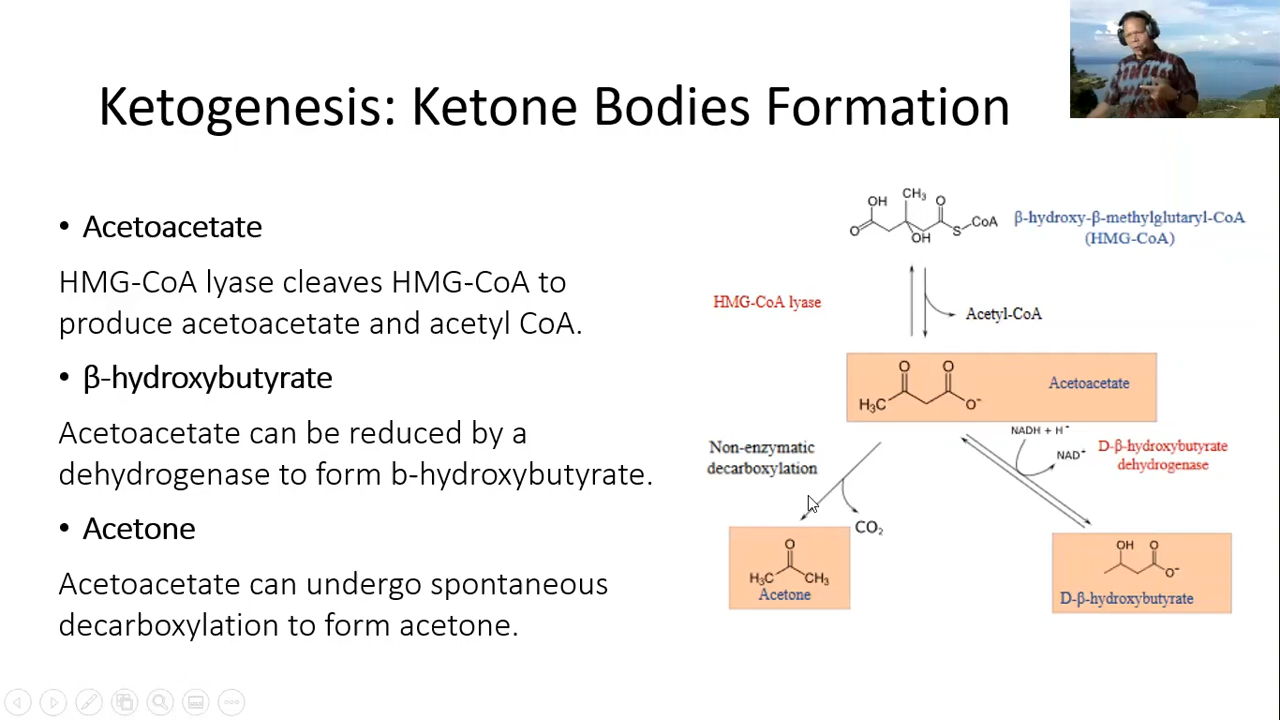 Ketogenesis: Ketone Bodies Formation
• Acetoacetate
HMG-CoA lyase cleaves HMG-CoA to
produce acetoacetate and acetyl CoA.
• β-hydroxybutyrate
Acetoacetate can be reduced by a
dehydrogenase to form b-hydroxybutyrate.
• Acetone
Acetoacetate can undergo spontaneous
decarboxylation to form acetone.
OH CH₃ O
O OH S CoA
β-hydroxy-β-methylglutaryl-CoA
(HMG-CoA)
HMG-CoA lyase
Acetyl-CoA
O O
H₃C O⁻
Acetoacetate
Non-enzymatic
decarboxylation
NADH + H⁺
NAD⁺
D-β-hydroxybutyrate
dehydrogenase
CO₂
O
H₃C CH₃
Acetone
OH O
O⁻
D-β-hydroxybutyrate